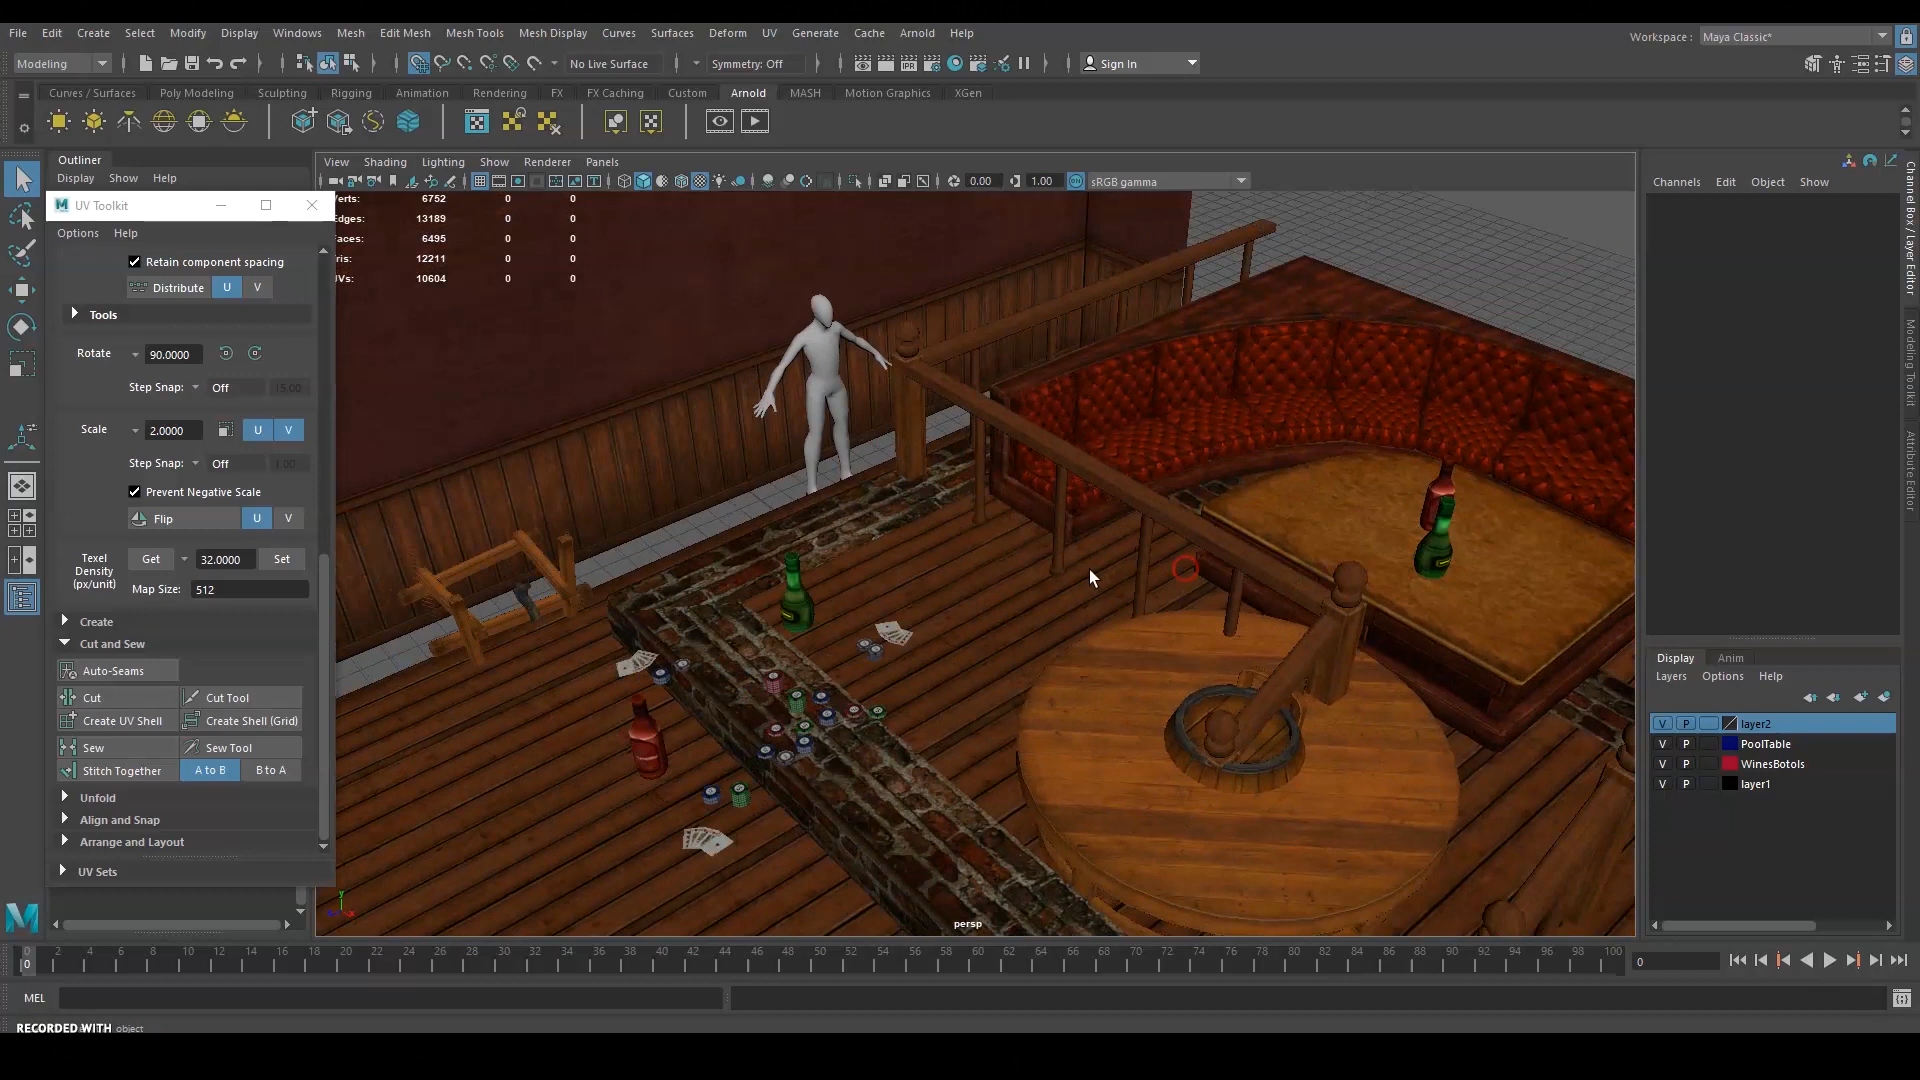 File Edit Create Select Modify Display Windows Mesh Edit Mesh Mesh Tools Mesh Display Curves Surfaces Deform UV Generate Cache Arnold Help
Workspace : Maya Classic*
Modeling No Live Surface Symmetry: Off Sign In
Curves / Surfaces Poly Modeling Sculpting Rigging Animation Rendering FX FX Caching Custom Arnold MASH Motion Graphics XGen
Outliner
Display Show Help
View Shading Lighting Show Renderer Panels
0.00 1.00 sRGB gamma
UV Toolkit
Options Help
Retain component spacing
Distribute U V
Tools
Rotate 90.0000
Step Snap: Off 15.00
Scale 2.0000 U V
Step Snap: Off 1.00
Prevent Negative Scale
Flip U V
Texel Density (px/unit) Get 32.0000 Set
Map Size: 512
Create
Cut and Sew
Auto-Seams
Cut Cut Tool
Create UV Shell Create Shell (Grid)
Sew Sew Tool
Stitch Together A to B B to A
Unfold
Align and Snap
Arrange and Layout
UV Sets
Verts: 6752 0 0
Edges: 13189 0 0
Faces: 6495 0 0
Tris: 12211 0 0
UVs: 10604 0 0
persp
Channels Edit Object Show
Channel Box / Layer Editor
Modeling Toolkit
Attribute Editor
Display Anim
Layers Options Help
V P layer2
V P PoolTable
V P WinesBotols
V P layer1
0 2 4 6 8 10 12 14 16 18 20 22 24 26 28 30 32 34 36 38 40 42 44 46 48 50 52 54 56 58 60 62 64 66 68 70 72 74 76 78 80 82 84 86 88 90 92 94 96 98 100
0 0
MEL
RECORDED WITH object